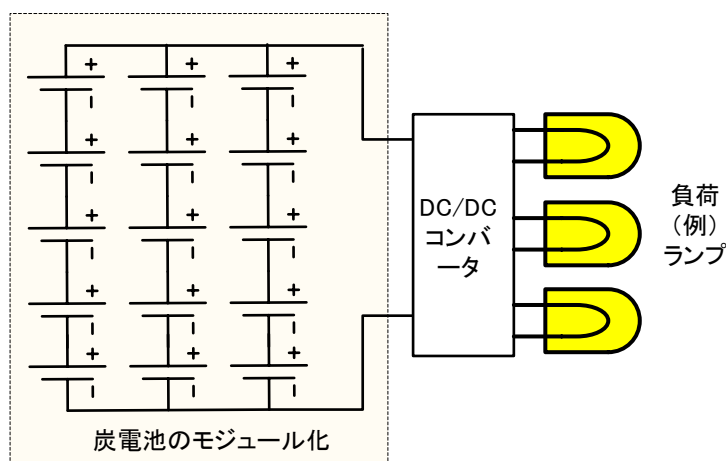 DC/DC
コンバ
ータ
負荷
(例)
ランプ
炭電池のモジュール化